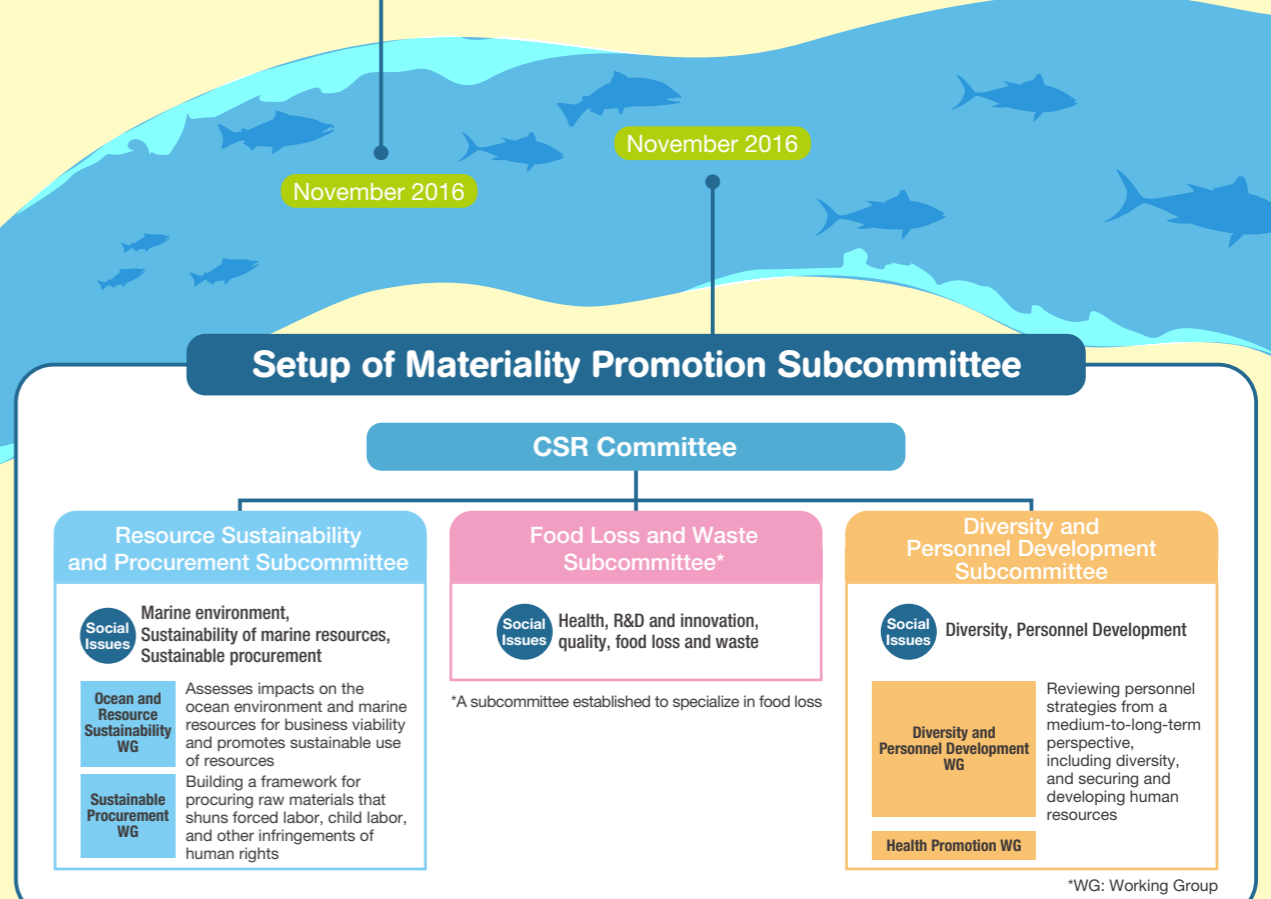 November 2016
November 2016
Setup of Materiality Promotion Subcommittee
CSR Committee
Resource Sustainability
and Procurement Subcommittee
Social
Issues
Marine environment,
Sustainability of marine resources,
Sustainable procurement
Ocean and
Resource
Sustainability
WG
Assesses impacts on the
ocean environment and marine
resources for business viability
and promotes sustainable use
of resources
Sustainable
Procurement
WG
Building a framework for
procuring raw materials that
shuns forced labor, child labor,
and other infringements of
human rights
Food Loss and Waste
Subcommittee*
Social
Issues
Health, R&D and innovation,
quality, food loss and waste
*A subcommittee established to specialize in food loss
Diversity and
Personnel Development
Subcommittee
Social
Issues
Diversity, Personnel Development
Diversity and
Personnel Development
WG
Reviewing personnel
strategies from a
medium-to-long-term
perspective,
including diversity,
and securing and
developing human
resources
Health Promotion WG
*WG: Working Group